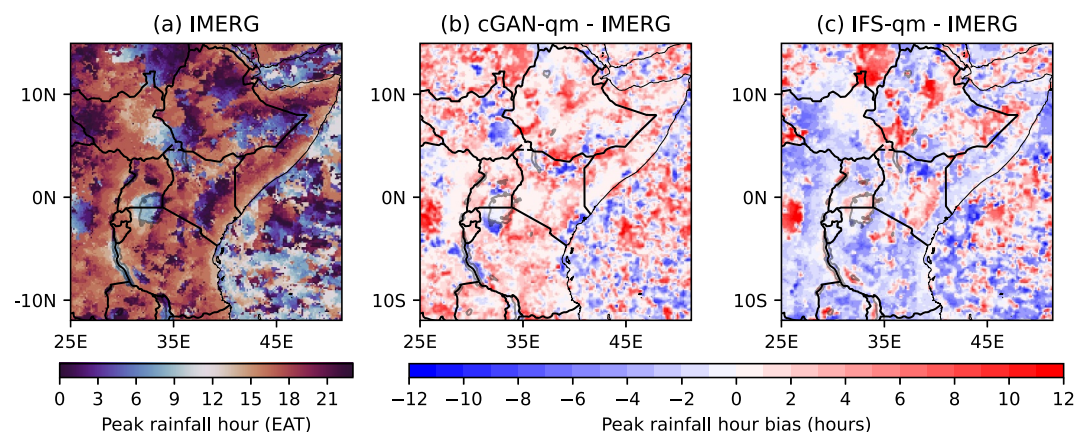 (a) IMERG
(b) cGAN-qm - IMERG
(c) IFS-qm - IMERG
10N
0N
-10N
10N
0N
10S
10N
0N
10S
25E 35E 45E
25E 35E 45E
25E 35E 45E
0 3 6 9 12 15 18 21
Peak rainfall hour (EAT)
−12 −10 −8 −6 −4 −2 0 2 4 6 8 10 12
Peak rainfall hour bias (hours)